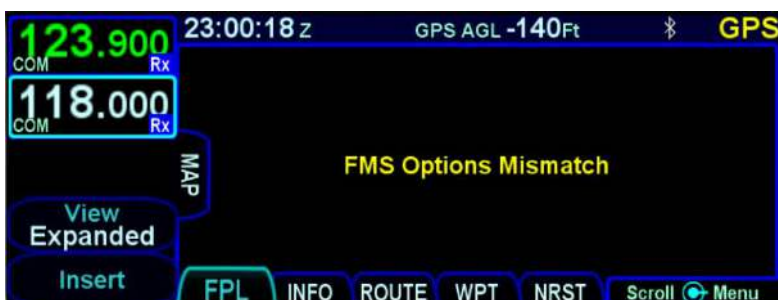 123.900 23:00:18 Z GPS AGL -140Ft GPS
COM Rx
118.000
COM Rx
MAP
FMS Options Mismatch
View
Expanded
Insert
FPL INFO ROUTE WPT NRST Scroll Menu